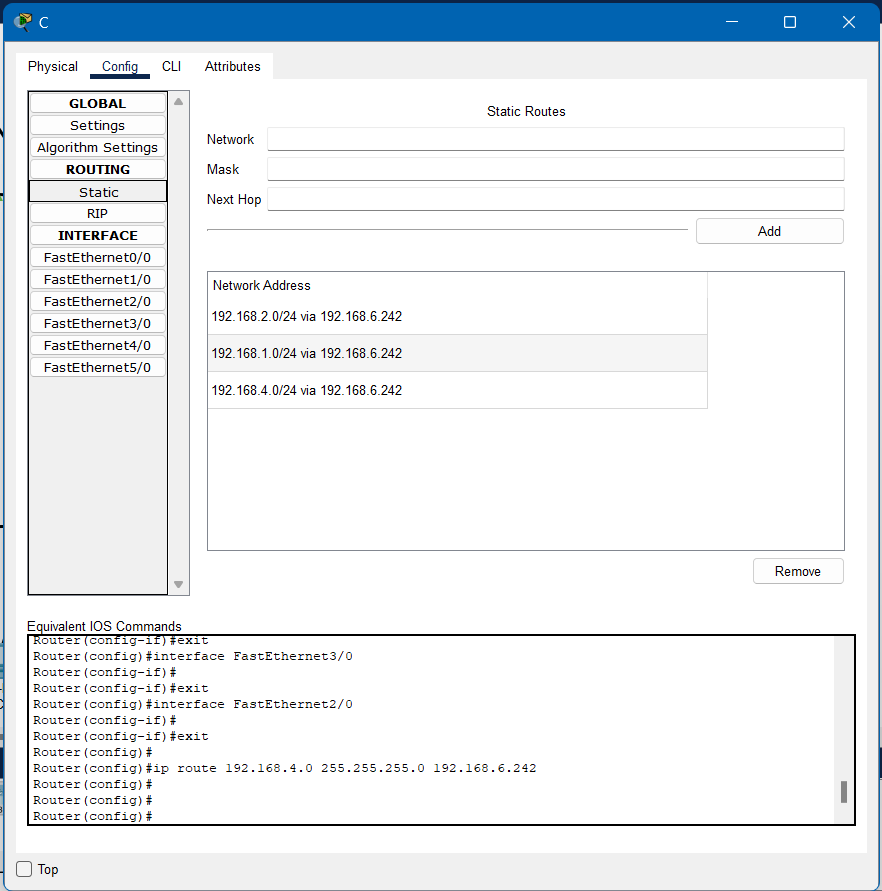 C
Physical Config CLI Attributes
GLOBAL
Settings
Algorithm Settings
ROUTING
Static
RIP
INTERFACE
FastEthernet0/0
FastEthernet1/0
FastEthernet2/0
FastEthernet3/0
FastEthernet4/0
FastEthernet5/0
Static Routes
Network
Mask
Next Hop
Add
Network Address
192.168.2.0/24 via 192.168.6.242
192.168.1.0/24 via 192.168.6.242
192.168.4.0/24 via 192.168.6.242
Remove
Equivalent IOS Commands
Router(config-if)#exit
Router(config)#interface FastEthernet3/0
Router(config-if)#
Router(config-if)#exit
Router(config)#interface FastEthernet2/0
Router(config-if)#
Router(config-if)#exit
Router(config)#
Router(config)#ip route 192.168.4.0 255.255.255.0 192.168.6.242
Router(config)#
Router(config)#
Router(config)#
Top